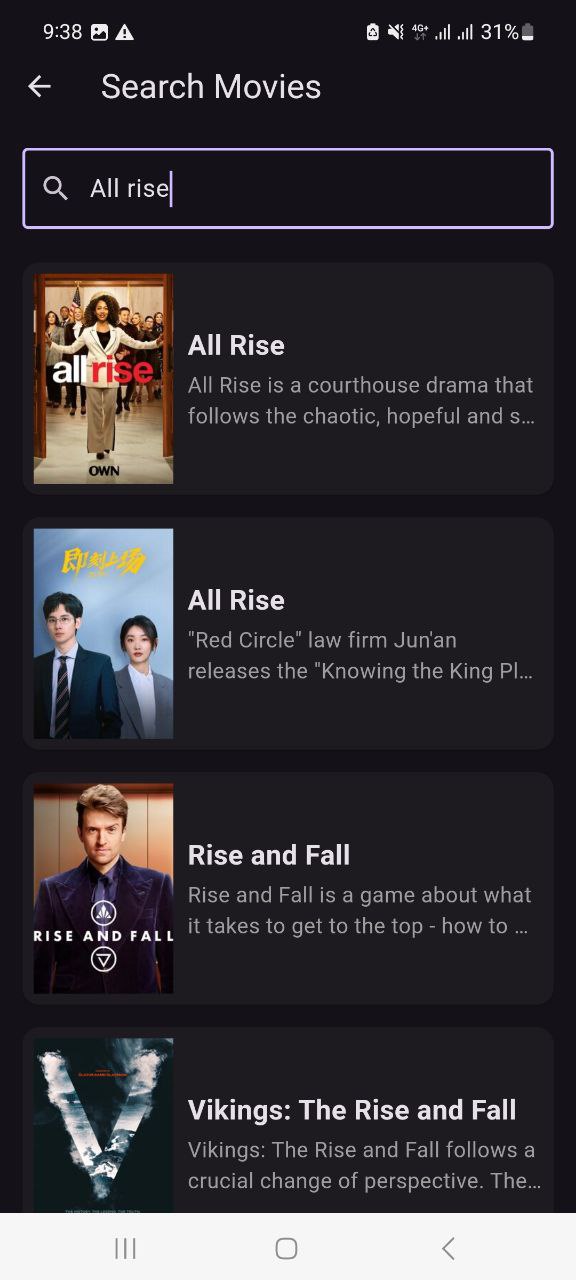 9:38
4G+
31%
Search Movies
All rise
all rise
OWN
All Rise
All Rise is a courthouse drama that
follows the chaotic, hopeful and s…
即刻上场
All Rise
"Red Circle" law firm Jun'an
releases the "Knowing the King Pl…
RISE AND FALL
Rise and Fall
Rise and Fall is a game about what
it takes to get to the top - how to …
Vikings: The Rise and Fall
Vikings: The Rise and Fall follows a
crucial change of perspective. The…